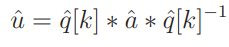 û = q̂[k] * â * q̂[k]⁻¹